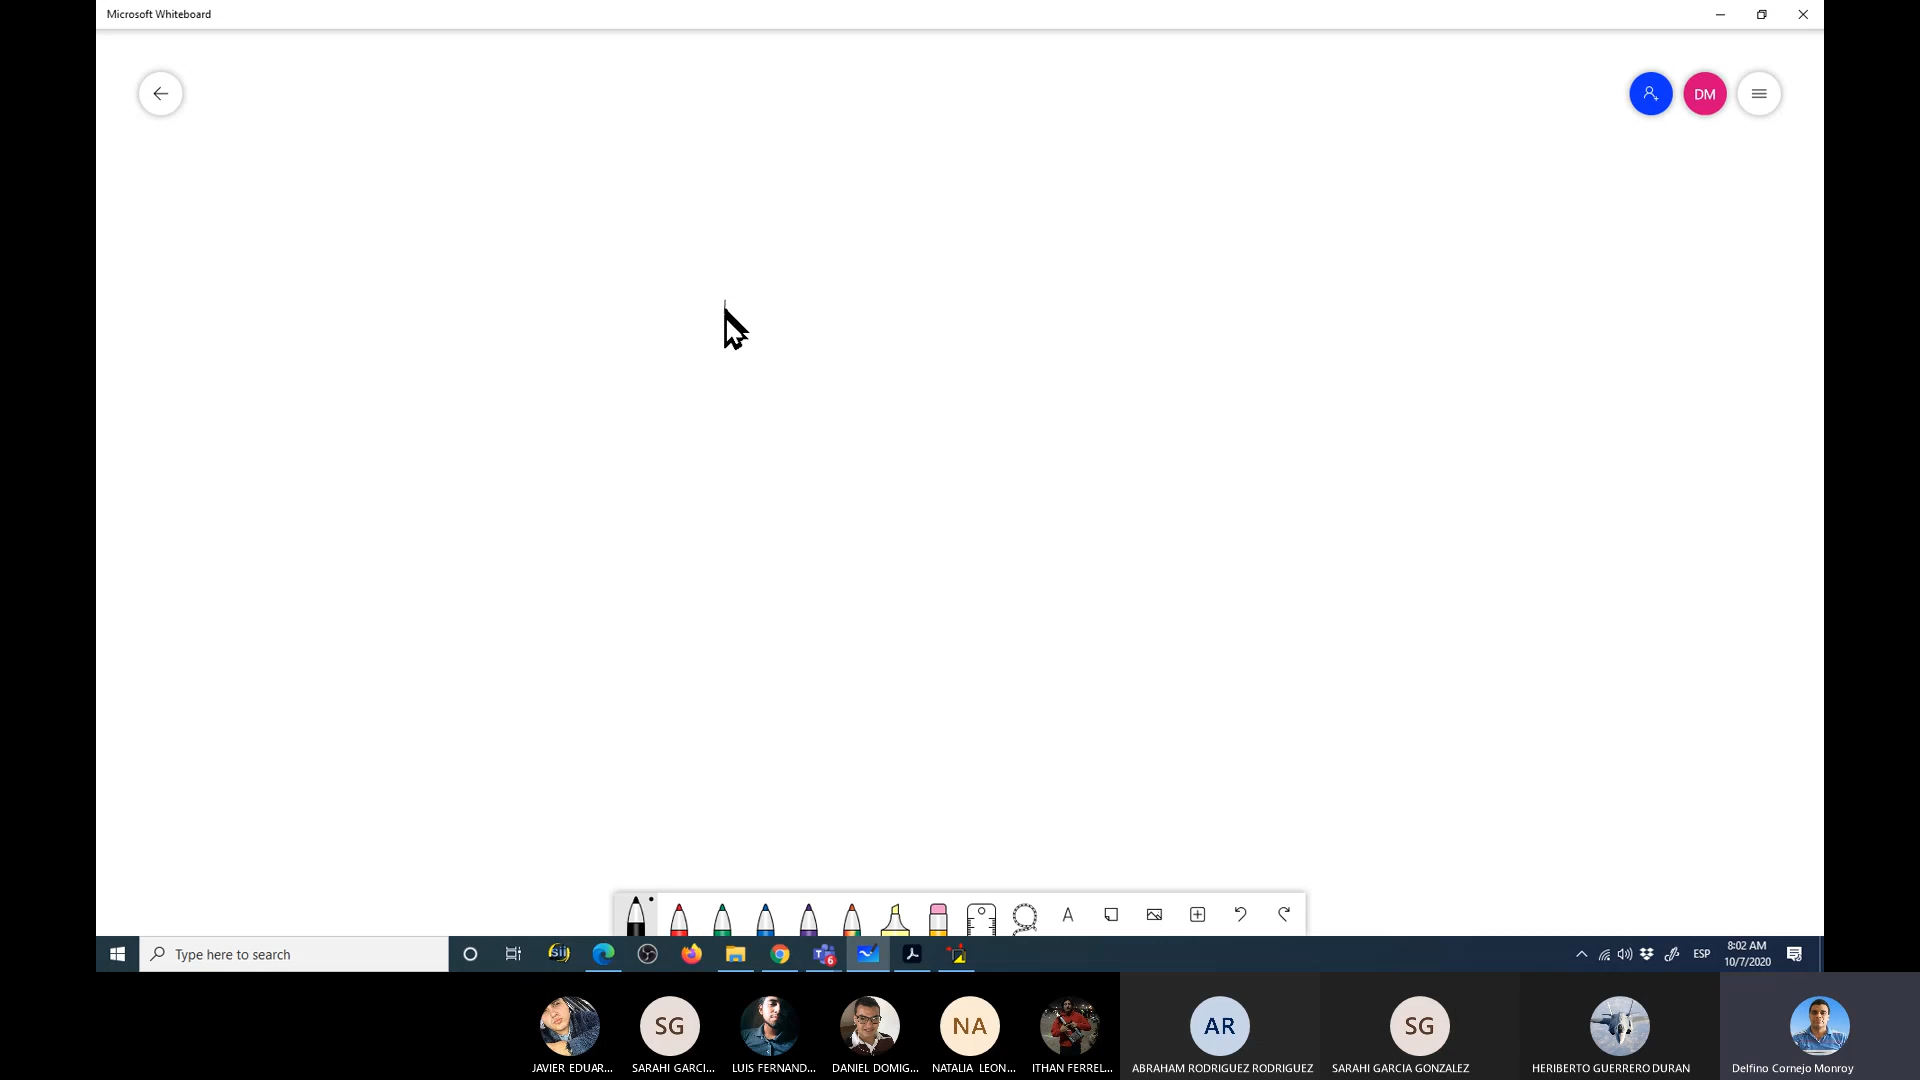 Microsoft Whiteboard
DM
A
Type here to search
6
ESP
8:02 AM
10/7/2020
SG
NA
AR
SG
JAVIER EDUAR...
SARAHI GARCI...
LUIS FERNAND...
DANIEL DOMIG...
NATALIA LEON...
ITHAN FERREL...
ABRAHAM RODRIGUEZ RODRIGUEZ
SARAHI GARCIA GONZALEZ
HERIBERTO GUERRERO DURAN
Delfino Cornejo Monroy